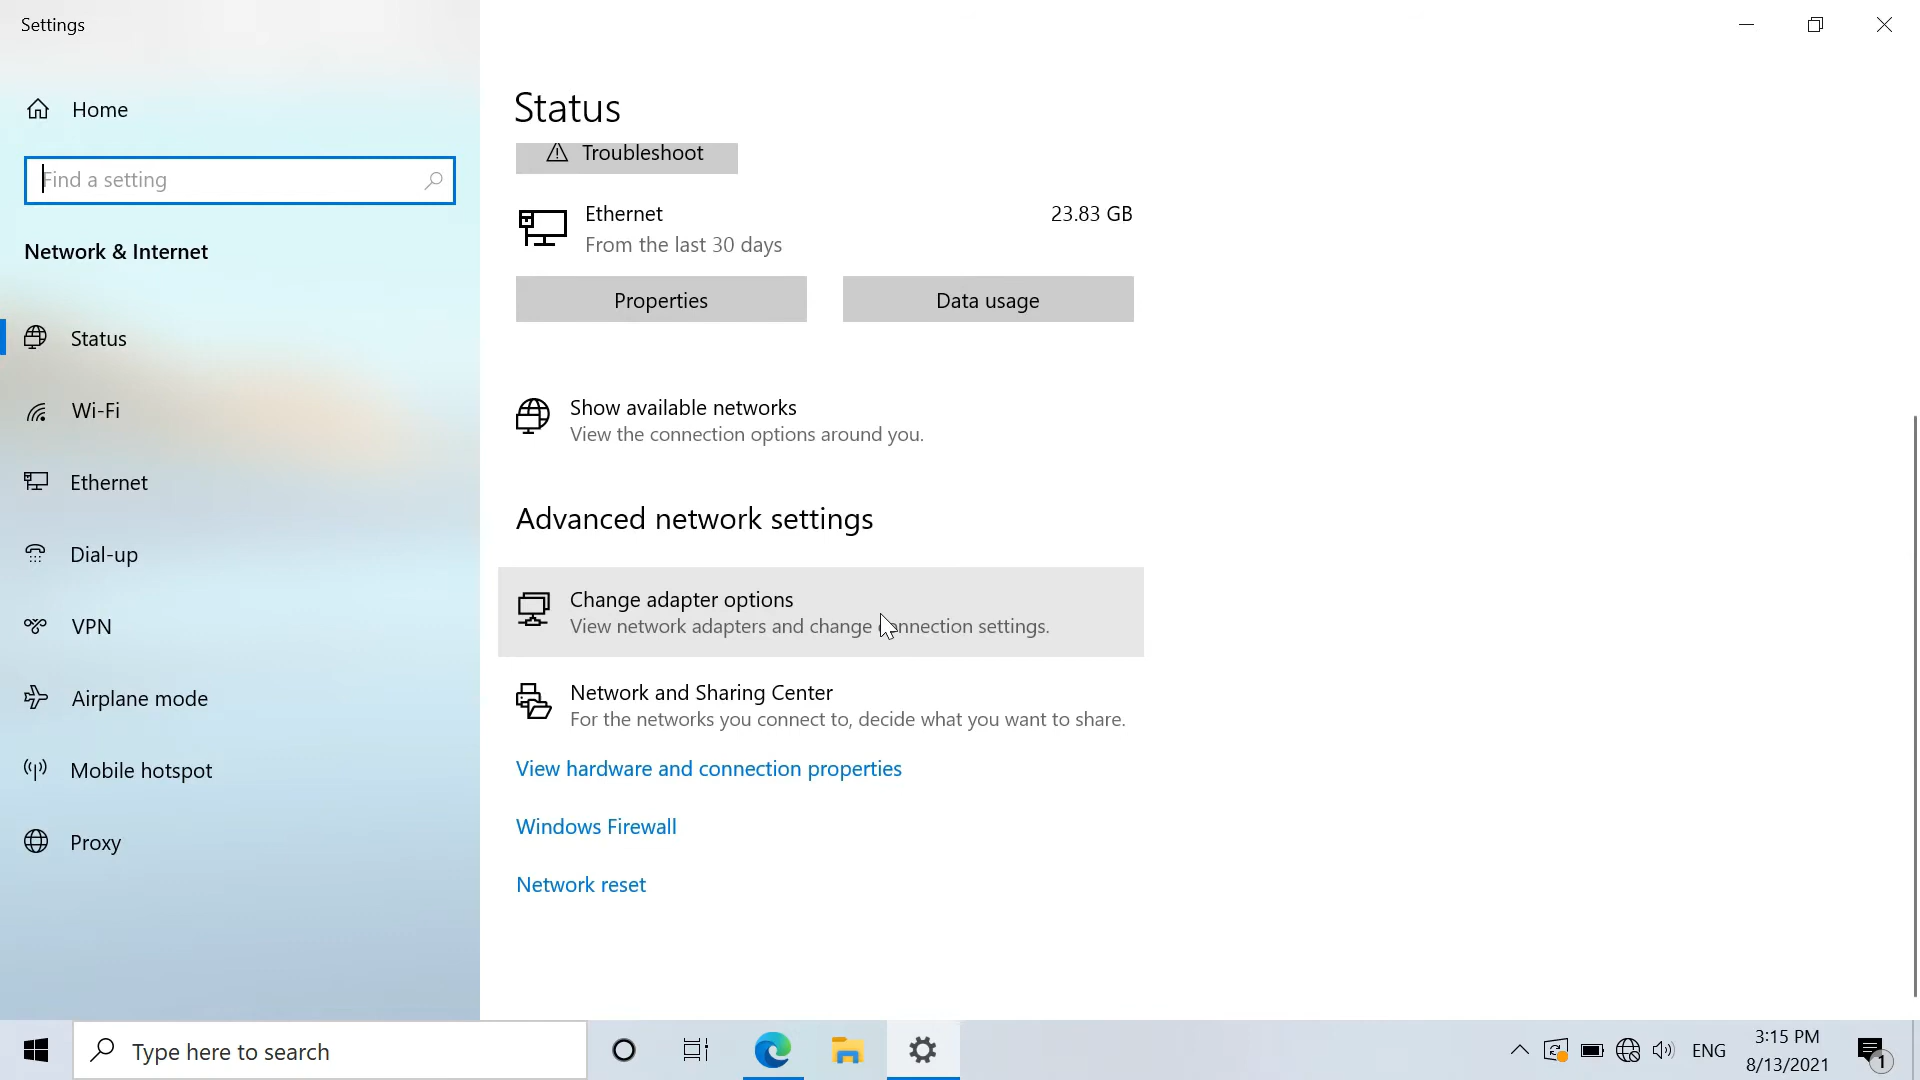 Settings
Home
Find a setting
Network & Internet
Status
Wi-Fi
Ethernet
Dial-up
VPN
Airplane mode
Mobile hotspot
Proxy
Status
Troubleshoot
Ethernet 23.83 GB
From the last 30 days
Properties Data usage
Show available networks
View the connection options around you.
Advanced network settings
Change adapter options
View network adapters and change connection settings.
Network and Sharing Center
For the networks you connect to, decide what you want to share.
View hardware and connection properties
Windows Firewall
Network reset
Type here to search
ENG
3:15 PM
8/13/2021
1